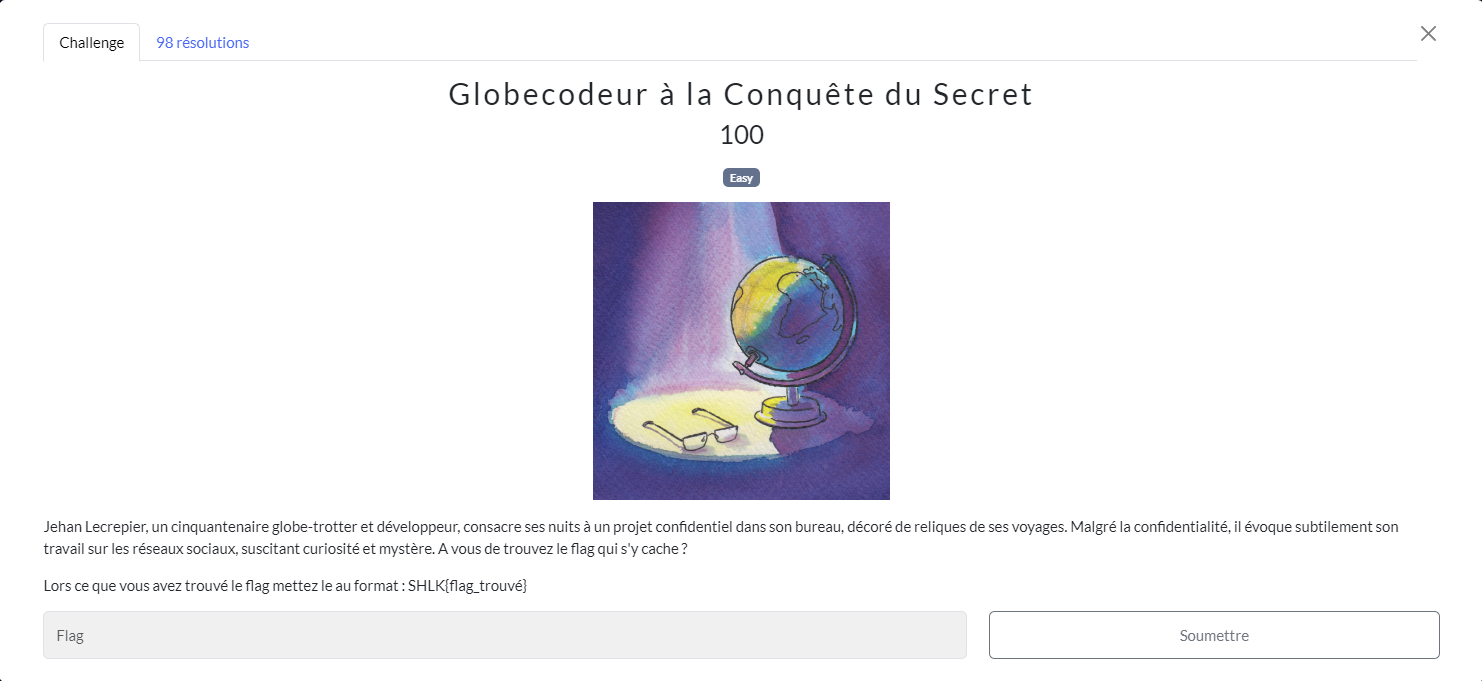 Challenge
98 résolutions
Globecodeur à la Conquête du Secret
100
Easy
Jehan Lecrepier, un cinquantenaire globe-trotter et développeur, consacre ses nuits à un projet confidentiel dans son bureau, décoré de reliques de ses voyages. Malgré la confidentialité, il évoque subtilement son
travail sur les réseaux sociaux, suscitant curiosité et mystère. A vous de trouvez le flag qui s'y cache ?
Lors ce que vous avez trouvé le flag mettez le au format : SHLK{flag_trouvé}
Flag
Soumettre